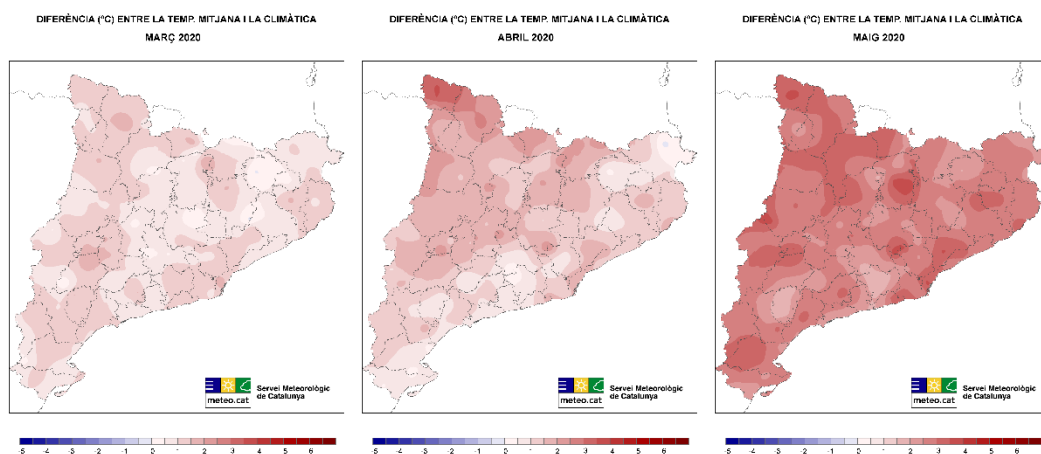 DIFERÈNCIA (ºC) ENTRE LA TEMP. MITJANA I LA CLIMÀTICA
MARÇ 2020
meteo.cat
Servei Meteorològic
de Catalunya
-5 -4 -3 -2 -1 0 1 2 3 4 5 6
DIFERÈNCIA (ºC) ENTRE LA TEMP. MITJANA I LA CLIMÀTICA
ABRIL 2020
meteo.cat
Servei Meteorològic
de Catalunya
-5 -4 -3 -2 -1 0 1 2 3 4 5 6
DIFERÈNCIA (ºC) ENTRE LA TEMP. MITJANA I LA CLIMÀTICA
MAIG 2020
meteo.cat
Servei Meteorològic
de Catalunya
-5 -4 -3 -2 -1 0 1 2 3 4 5 6